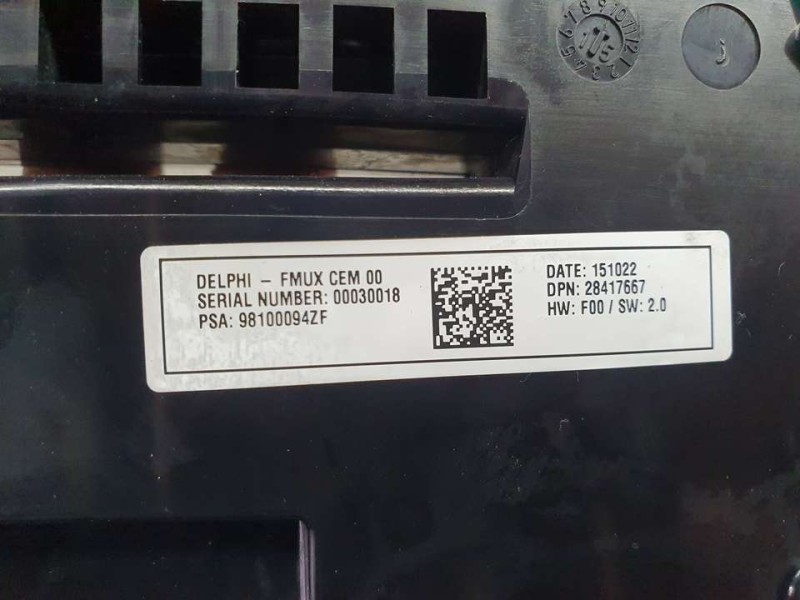 DELPHI – FMUX CEM 00
SERIAL NUMBER: 00030018
PSA: 98100094ZF
DATE: 151022
DPN: 28417667
HW: F00 / SW: 2.0